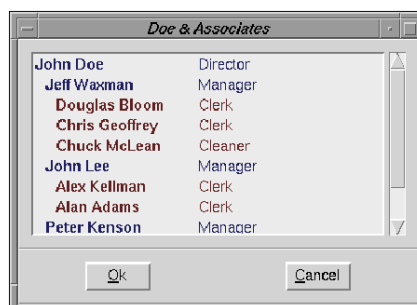 Doe & Associates
John Doe Director
Jeff Waxman Manager
Douglas Bloom Clerk
Chris Geoffrey Clerk
Chuck McLean Cleaner
John Lee Manager
Alex Kellman Clerk
Alan Adams Clerk
Peter Kenson Manager
Ok Cancel